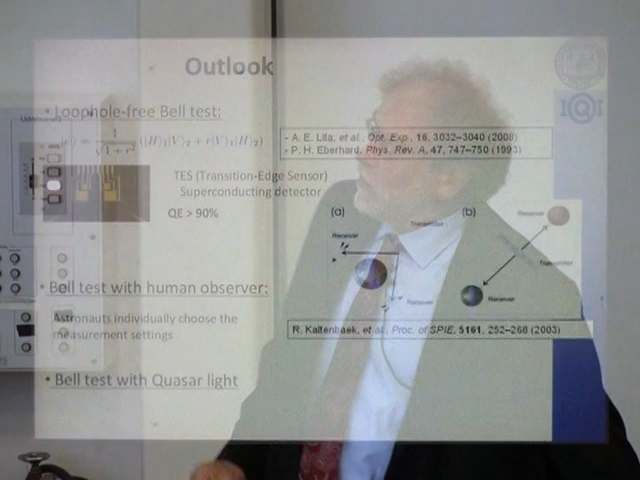 Outlook
• Loophole-free Bell test:
- A. E. Lita, et al., Opt. Exp., 16, 3032–3040 (2008)
- P. H. Eberhard, Phys. Rev. A, 47, 747–750 (1993)
TES (Transition-Edge Sensor)
Superconducting detector
QE > 90%
(a)
(b)
Receiver
Transmitter
Receiver
Receiver
Transmitter
Receiver
• Bell test with human observer:
Astronauts individually choose the
measurement settings
R. Kaltenbaek, et al., Proc. of SPIE, 5161, 252–268 (2003)
• Bell test with Quasar light